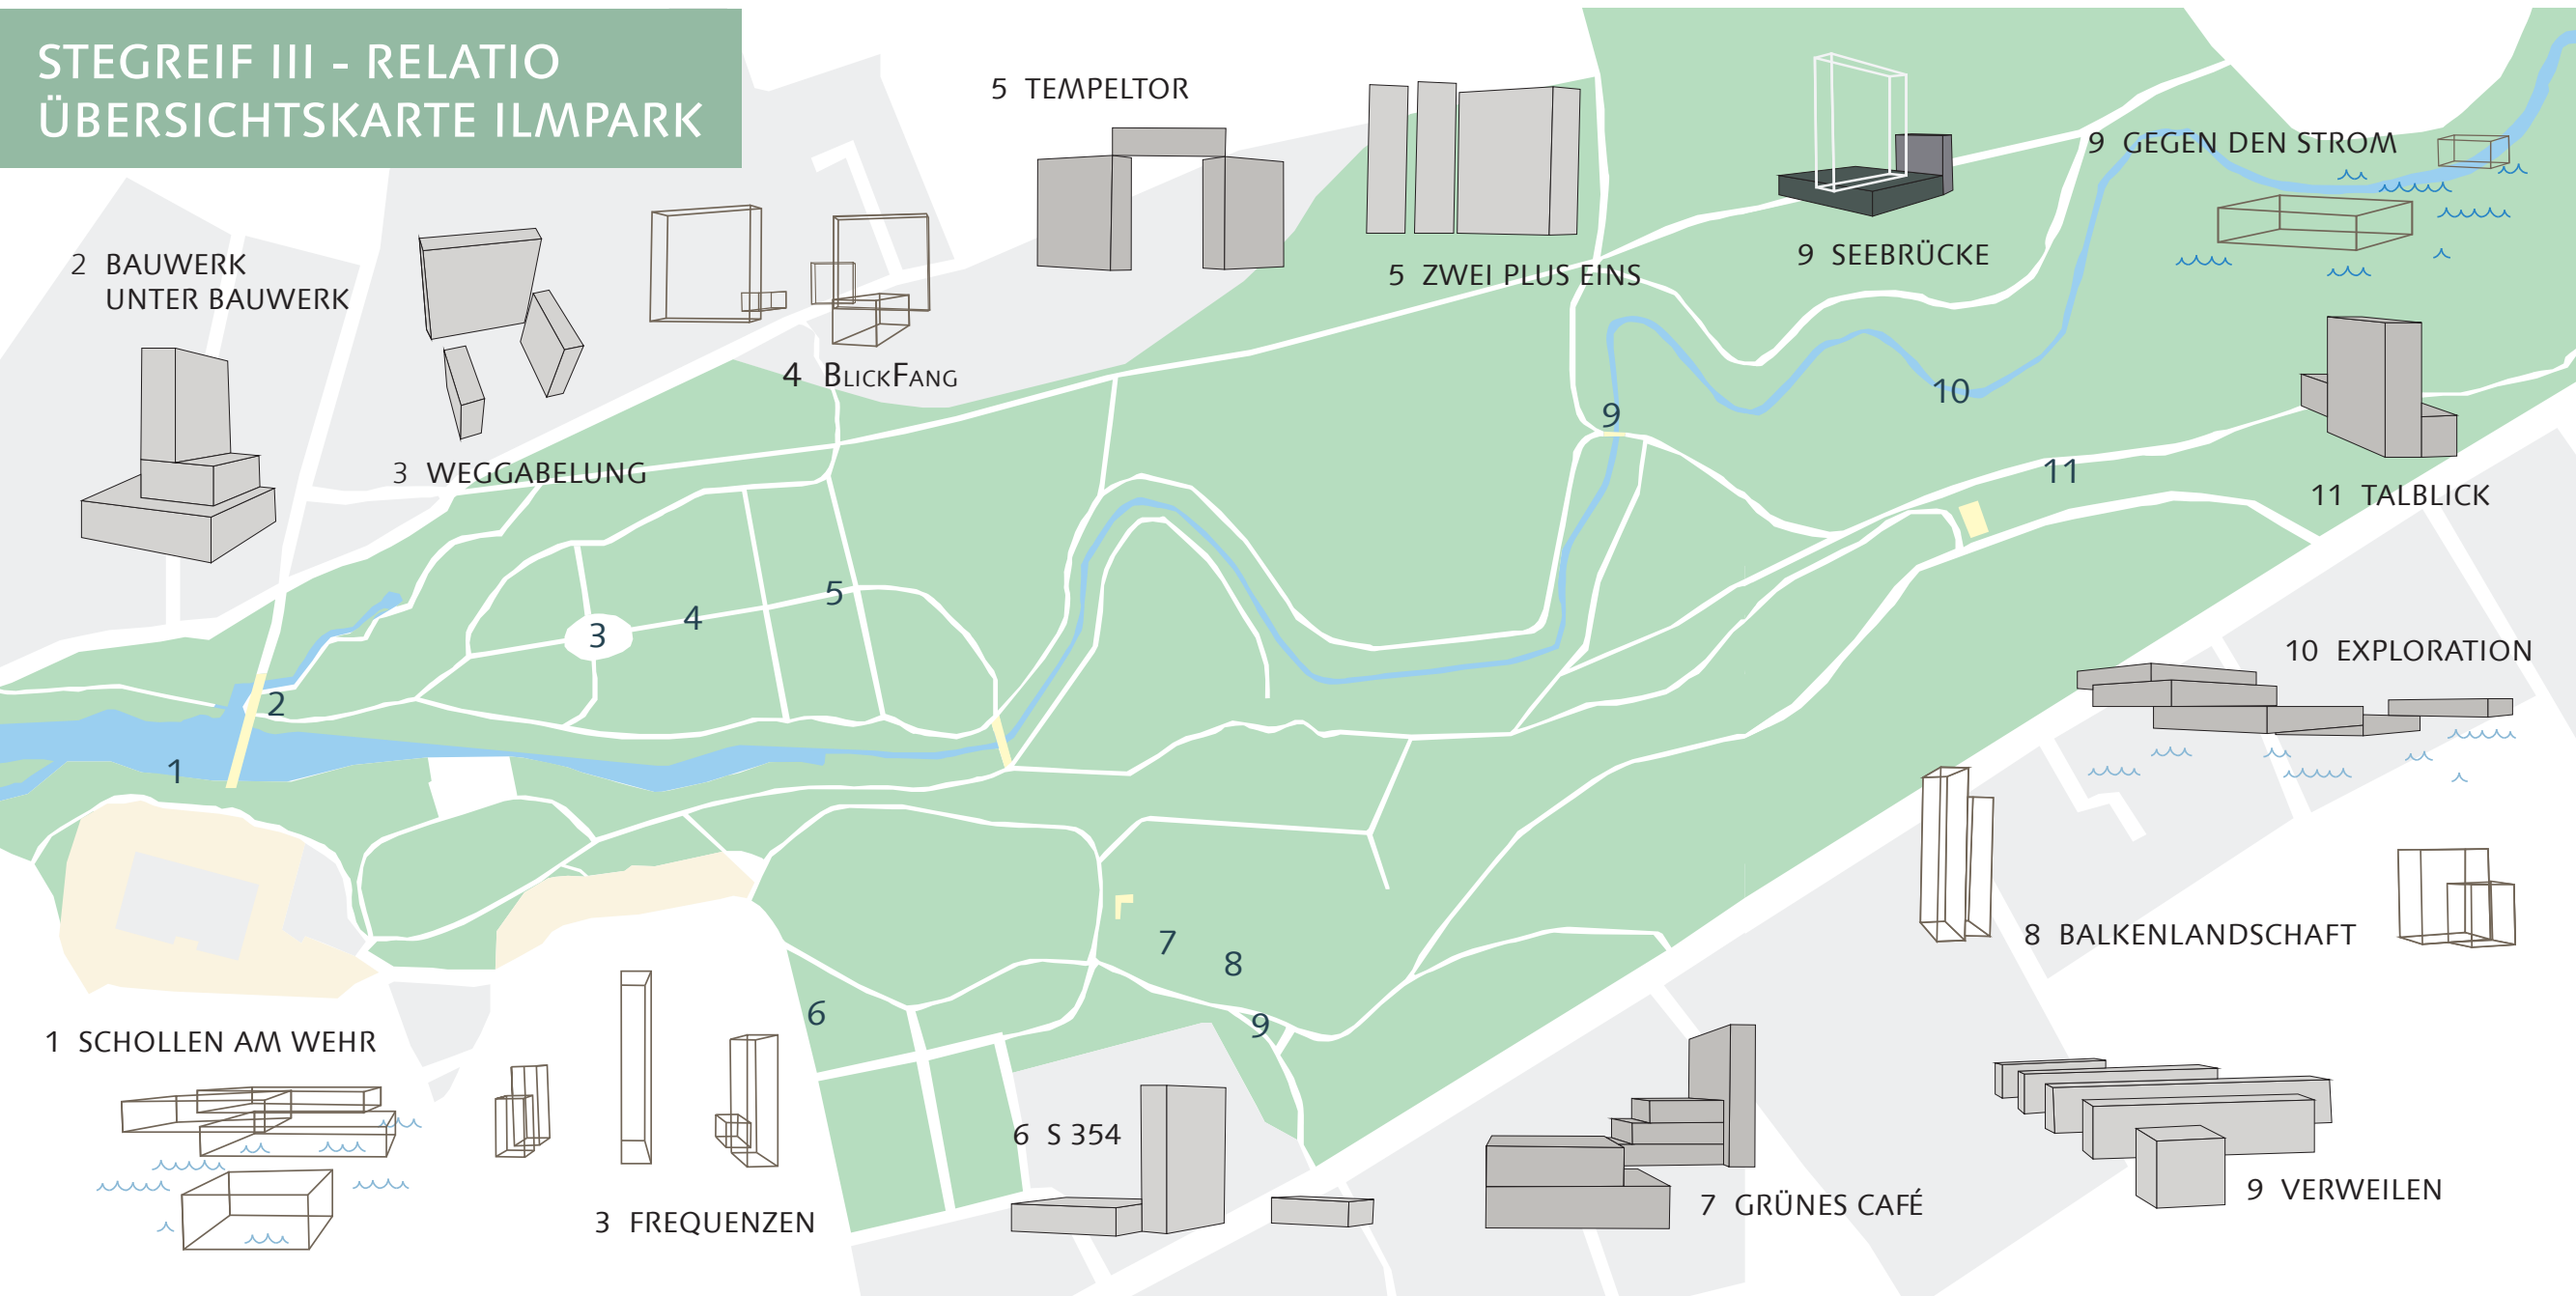 STEGREIF III - RELATIO
ÜBERSICHTSKARTE ILMPARK
5 TEMPELTOR
9 GEGEN DEN STROM
2 BAUWERK
UNTER BAUWERK
9 SEEBRÜCKE
5 ZWEI PLUS EINS
4 BLICKFANG
10
9
3 WEGGABELUNG
11
11 TALBLICK
5
4
3
10 EXPLORATION
2
1
7
8
8 BALKENLANDSCHAFT
6
9
1 SCHOLLEN AM WEHR
6 S 354
9 VERWEILEN
7 GRÜNES CAFÉ
3 FREQUENZEN